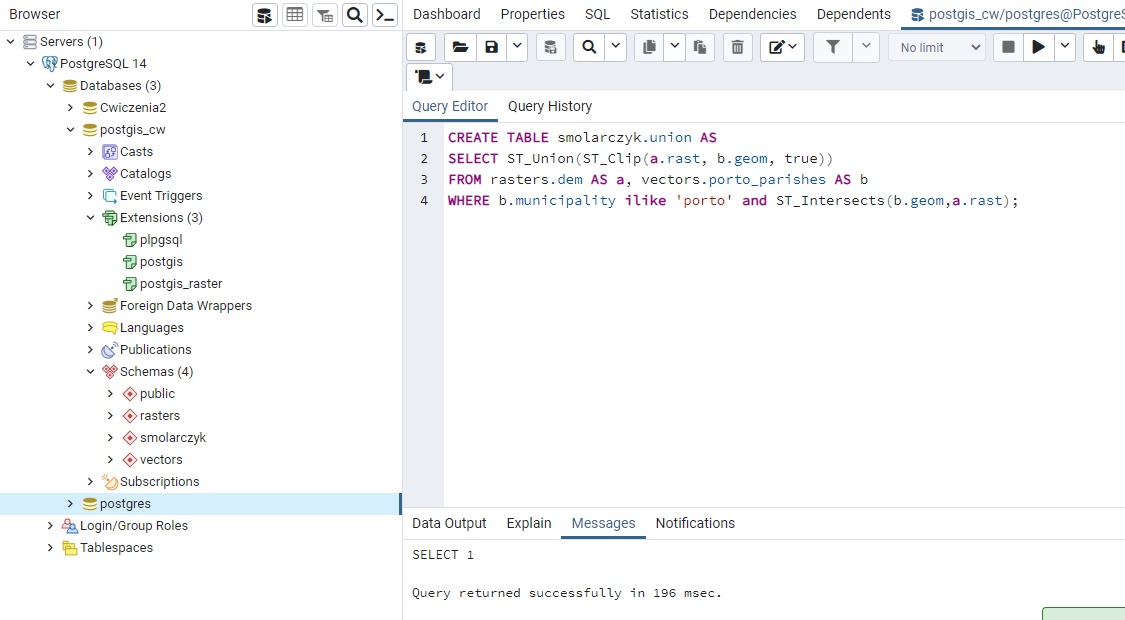 Browser
Servers (1)
PostgreSQL 14
Databases (3)
Cwiczenia2
postgis_cw
Casts
Catalogs
Event Triggers
Extensions (3)
plpgsql
postgis
postgis_raster
Foreign Data Wrappers
Languages
Publications
Schemas (4)
public
rasters
smolarczyk
vectors
Subscriptions
postgres
Login/Group Roles
Tablespaces
Dashboard Properties SQL Statistics Dependencies Dependents postgis_cw/postgres@PostgreS
No limit
Query Editor Query History
1 CREATE TABLE smolarczyk.union AS
2 SELECT ST_Union(ST_Clip(a.rast, b.geom, true))
3 FROM rasters.dem AS a, vectors.porto_parishes AS b
4 WHERE b.municipality ilike 'porto' and ST_Intersects(b.geom,a.rast);
Data Output Explain Messages Notifications
SELECT 1
Query returned successfully in 196 msec.